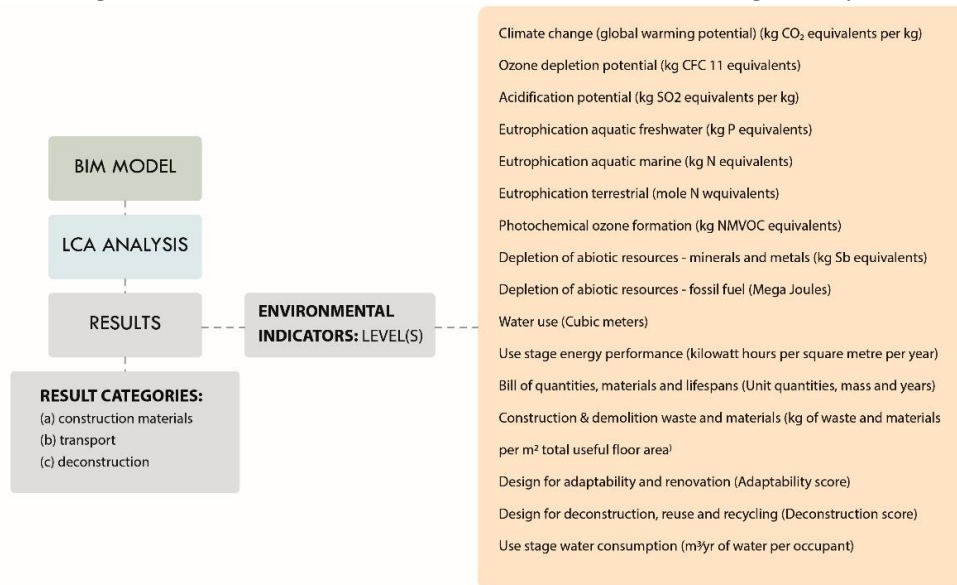 BIM MODEL
LCA ANALYSIS
RESULTS
RESULT CATEGORIES:
(a) construction materials
(b) transport
(c) deconstruction
ENVIRONMENTAL
INDICATORS: LEVEL(S)
Climate change (global warming potential) (kg CO₂ equivalents per kg)
Ozone depletion potential (kg CFC 11 equivalents)
Acidification potential (kg SO2 equivalents per kg)
Eutrophication aquatic freshwater (kg P equivalents)
Eutrophication aquatic marine (kg N equivalents)
Eutrophication terrestrial (mole N wquivalents)
Photochemical ozone formation (kg NMVOC equivalents)
Depletion of abiotic resources - minerals and metals (kg Sb equivalents)
Depletion of abiotic resources - fossil fuel (Mega Joules)
Water use (Cubic meters)
Use stage energy performance (kilowatt hours per square metre per year)
Bill of quantities, materials and lifespans (Unit quantities, mass and years)
Construction & demolition waste and materials (kg of waste and materials
per m² total useful floor area⁾
Design for adaptability and renovation (Adaptability score)
Design for deconstruction, reuse and recycling (Deconstruction score)
Use stage water consumption (m³/yr of water per occupant)